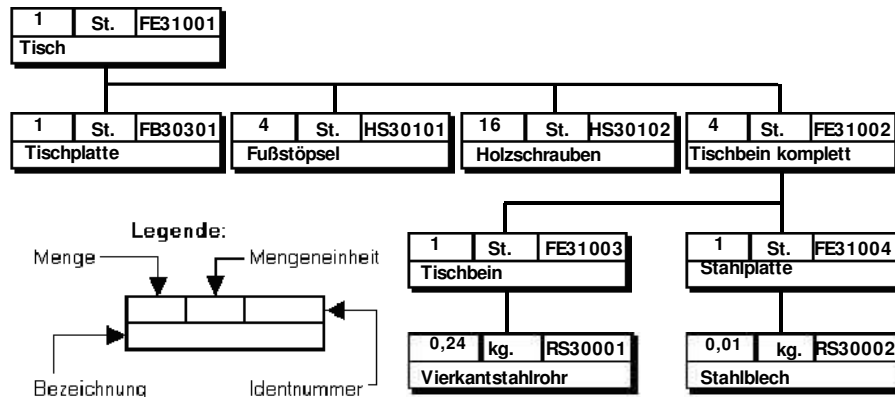 1 St. FE31001
Tisch
1 St. FB30301
Tischplatte
4 St. HS30101
Fußstöpsel
16 St. HS30102
Holzschrauben
4 St. FE31002
Tischbein komplett
Legende:
Menge
Mengeneinheit
Bezeichnung
Identnummer
1 St. FE31003
Tischbein
1 St. FE31004
Stahlplatte
0,24 kg. RS30001
Vierkantstahlrohr
0,01 kg. RS30002
Stahlblech